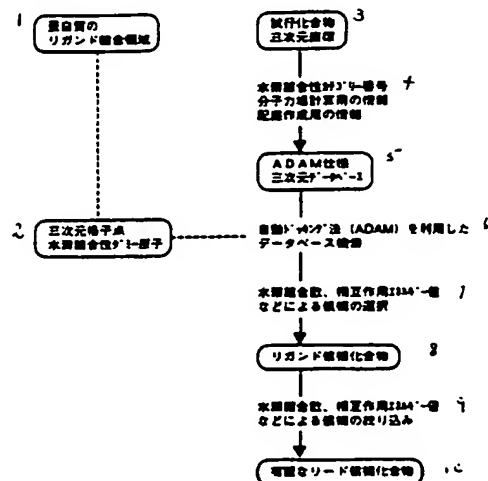 1
蛋白質の
リガンド結合領域
3
試行化合物
三次元座標
4
水素結合性ｶﾃｺﾞﾘｰ番号
分子力場計算用の情報
配座作成用の情報
5
ADAM仕様
三次元ﾃﾞｰﾀﾍﾞｰｽ
2
三次元格子点
水素結合性ﾀﾞﾐｰ原子
6
自動ﾄﾞｯｷﾝｸﾞ法 (ADAM) を利用した
データベース検索
7
水素結合数、相互作用ｴﾈﾙｷﾞｰ値
などによる候補の選択
8
リガンド候補化合物
9
水素結合数、相互作用ｴﾈﾙｷﾞｰ値
などによる候補の絞り込み
10
有望なリード候補化合物